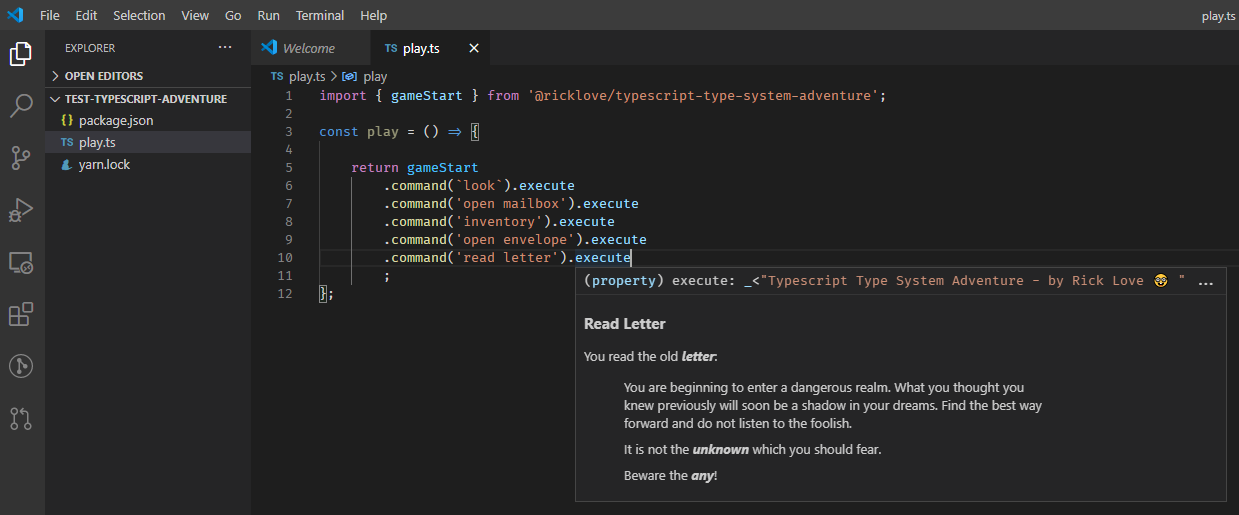 File Edit Selection View Go Run Terminal Help play.ts
EXPLORER ...
OPEN EDITORS
TEST-TYPESCRIPT-ADVENTURE
{} package.json
TS play.ts
yarn.lock
Welcome TS play.ts ×
TS play.ts > play
1 import { gameStart } from '@ricklove/typescript-type-system-adventure';
2
3 const play = () => {
4
5 return gameStart
6 .command(`look`).execute
7 .command('open mailbox').execute
8 .command('inventory').execute
9 .command('open envelope').execute
10 .command('read letter').execute
11 ;
12 };
(property) execute: _<"Typescript Type System Adventure - by Rick Love 🤓 " ...
Read Letter
You read the old letter:
You are beginning to enter a dangerous realm. What you thought you
knew previously will soon be a shadow in your dreams. Find the best way
forward and do not listen to the foolish.
It is not the unknown which you should fear.
Beware the any!